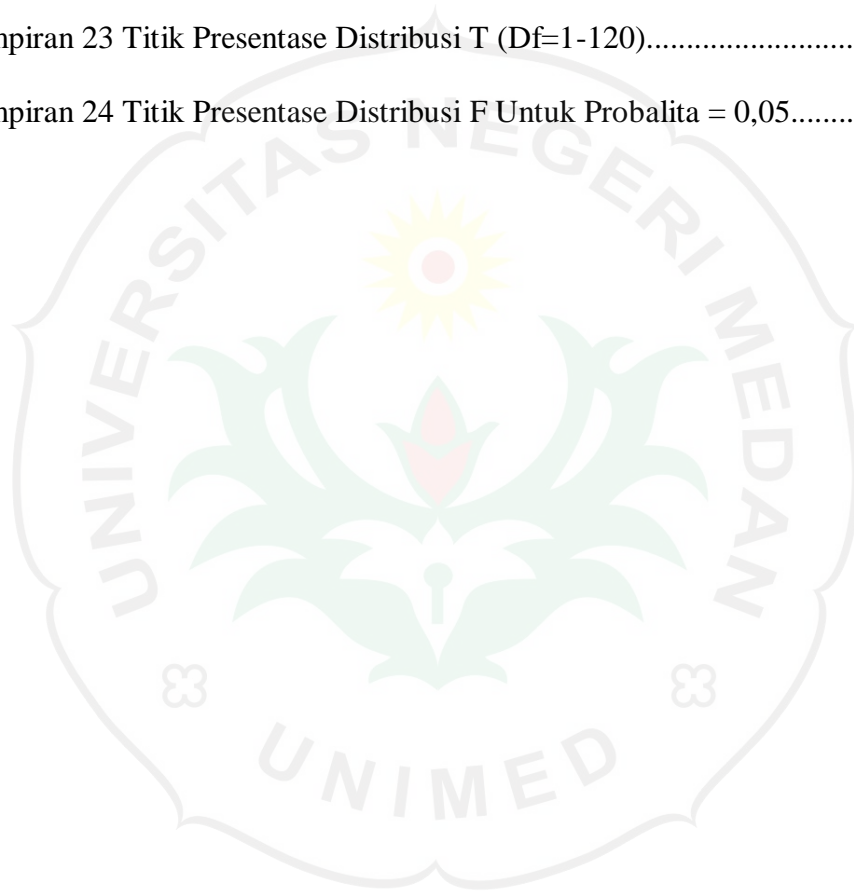 npiran 23 Titik Presentase Distribusi T (Df=1-120)..........................
npiran 24 Titik Presentase Distribusi F Untuk Probalita = 0,05........
UNIVERSITAS NEGERI MEDAN
UNIMED